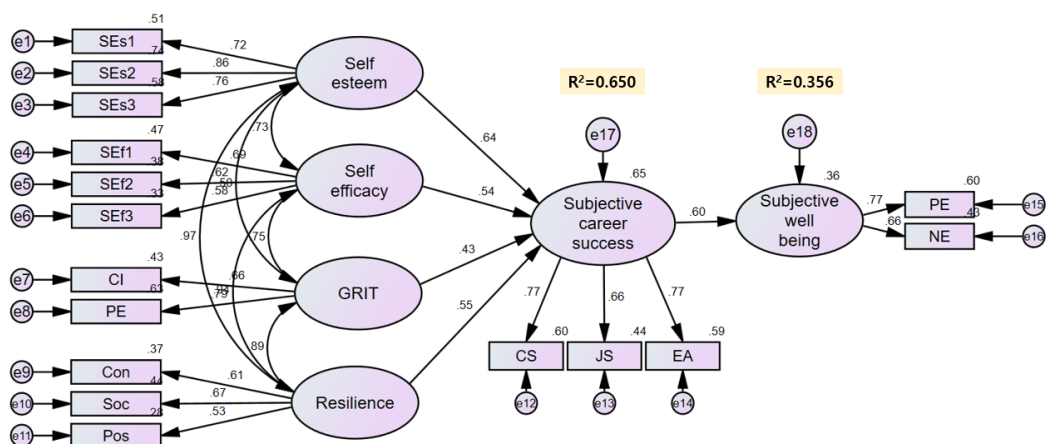 .51
e1
SEs1
.74
.72
e2
SEs2
.86
.58
e3
SEs3
.76
Self
esteem
R²=0.650
R²=0.356
.47
e4
SEf1
.38
.69
e5
SEf2
.62
.33
e6
SEf3
.58
Self
efficacy
.73
.97
.75
.43
e7
CI
.63
.66
e8
PE
.79
GRIT
.89
.37
e9
Con
.44
.61
e10
Soc
.67
.28
e11
Pos
.53
Resilience
.64
.54
.43
.55
e17
.65
Subjective
career
success
.60
e18
.36
Subjective
well
being
.77
.60
PE
e15
.66
.43
NE
e16
.77
.66
.77
.60
.44
.59
CS
JS
EA
e12
e13
e14